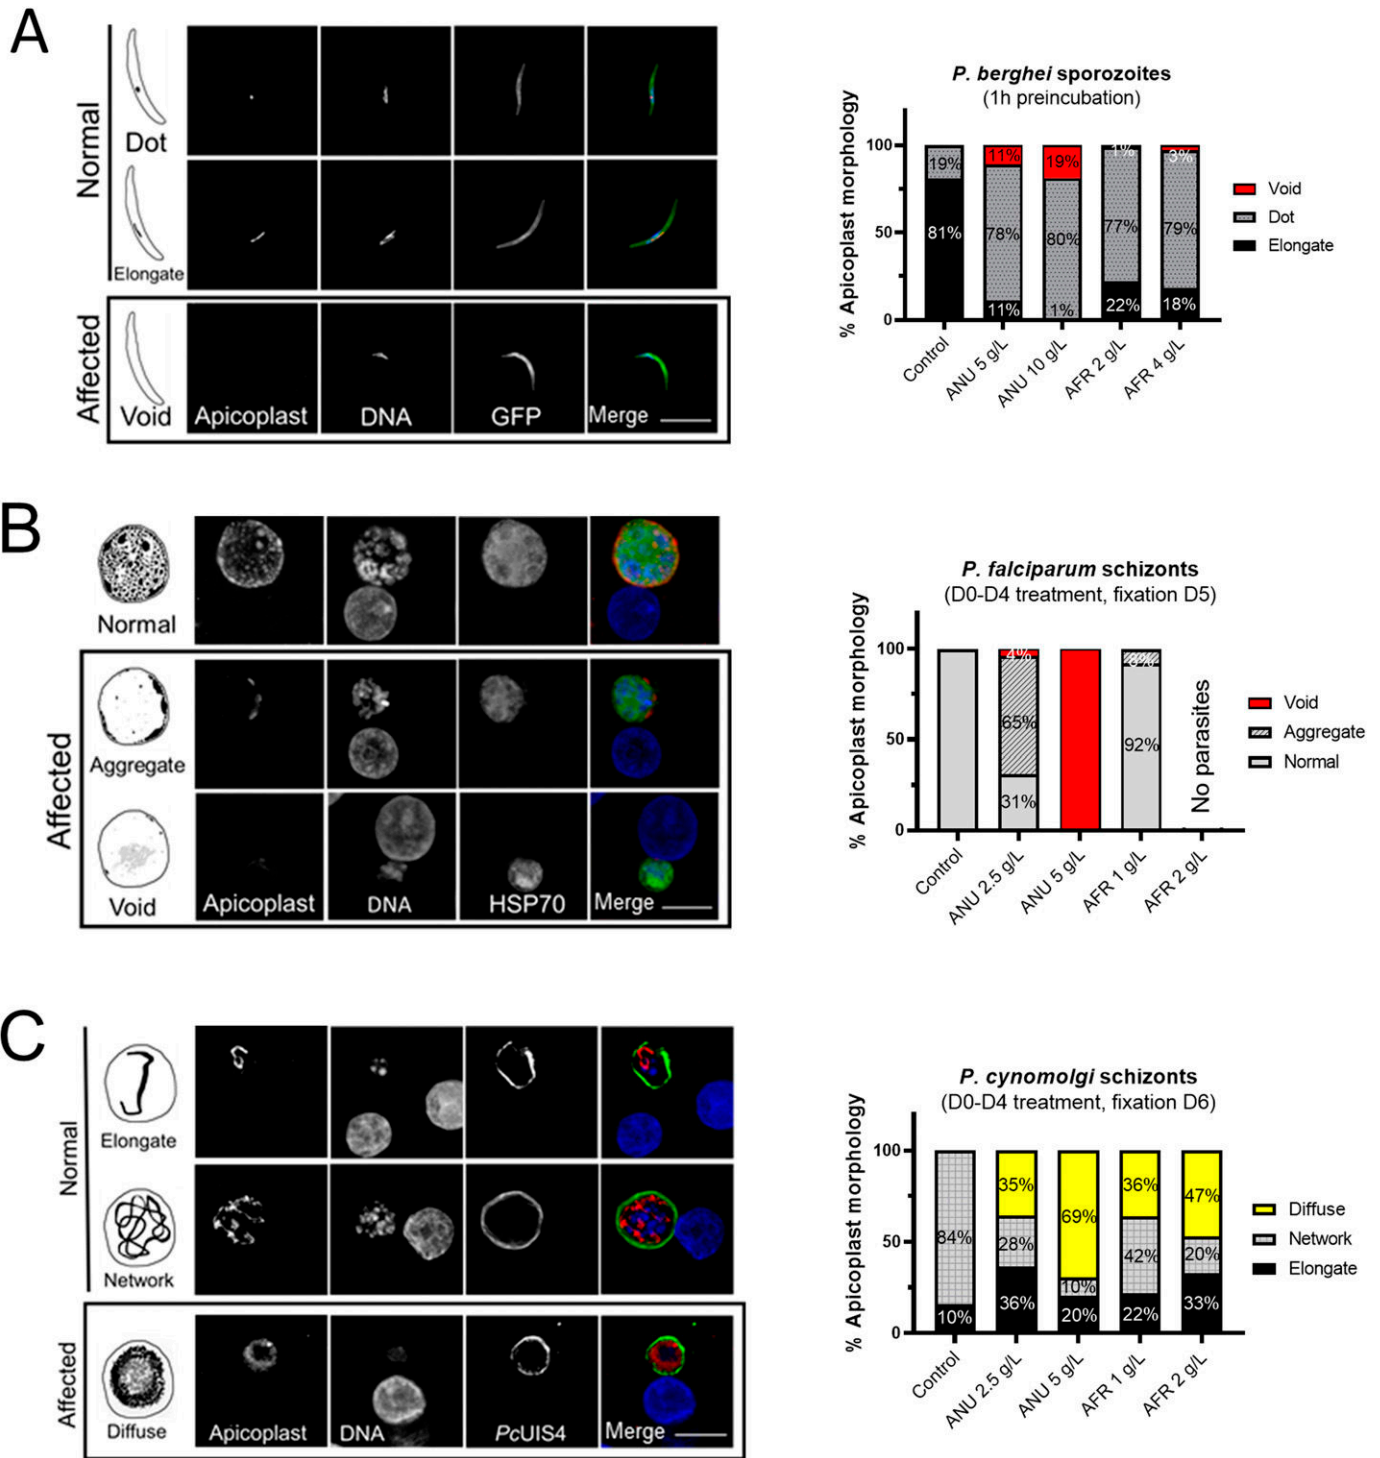 A
Normal
Dot
Elongate
Affected
Void
Apicoplast
DNA
GFP
Merge
P. berghei sporozoites
(1h preincubation)
% Apicoplast morphology
100
50
0
19%
81%
11%
78%
11%
19%
80%
1%
1%
77%
22%
3%
79%
18%
Control
ANU 5 g/L
ANU 10 g/L
AFR 2 g/L
AFR 4 g/L
Void
Dot
Elongate
B
Normal
Affected
Aggregate
Void
Apicoplast
DNA
HSP70
Merge
P. falciparum schizonts
(D0-D4 treatment, fixation D5)
% Apicoplast morphology
100
50
0
4%
65%
31%
8%
92%
No parasites
Control
ANU 2.5 g/L
ANU 5 g/L
AFR 1 g/L
AFR 2 g/L
Void
Aggregate
Normal
C
Normal
Elongate
Network
Affected
Diffuse
Apicoplast
DNA
PcUIS4
Merge
P. cynomolgi schizonts
(D0-D4 treatment, fixation D6)
% Apicoplast morphology
100
50
0
84%
10%
35%
28%
36%
69%
10%
20%
36%
42%
22%
47%
20%
33%
Control
ANU 2.5 g/L
ANU 5 g/L
AFR 1 g/L
AFR 2 g/L
Diffuse
Network
Elongate